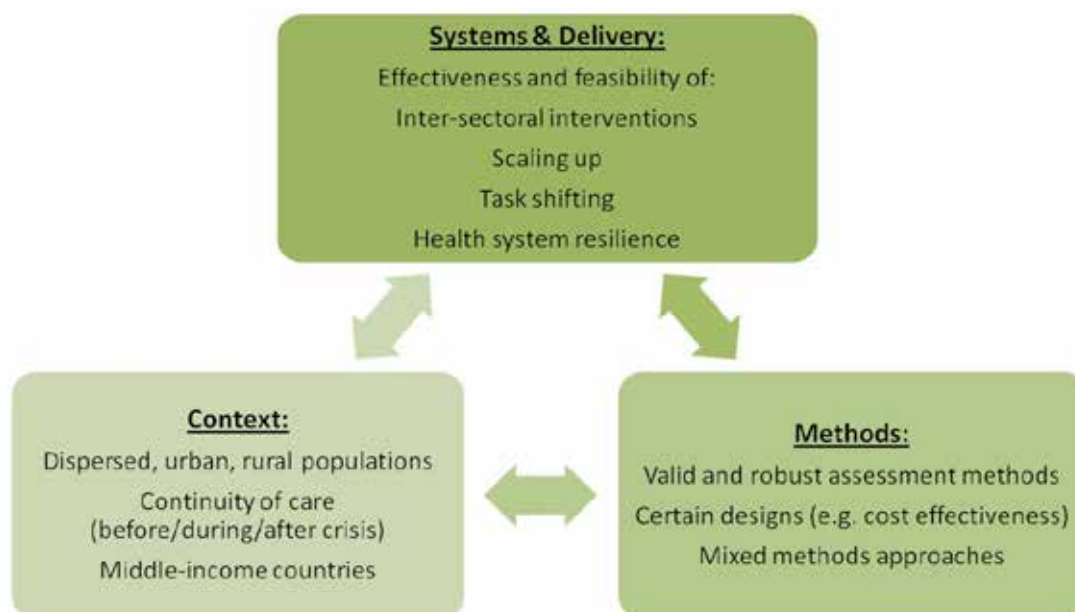 Systems & Delivery:
Effectiveness and feasibility of:
Inter-sectoral interventions
Scaling up
Task shifting
Health system resilience
Context:
Dispersed, urban, rural populations
Continuity of care
(before/during/after crisis)
Middle-income countries
Methods:
Valid and robust assessment methods
Certain designs (e.g. cost effectiveness)
Mixed methods approaches